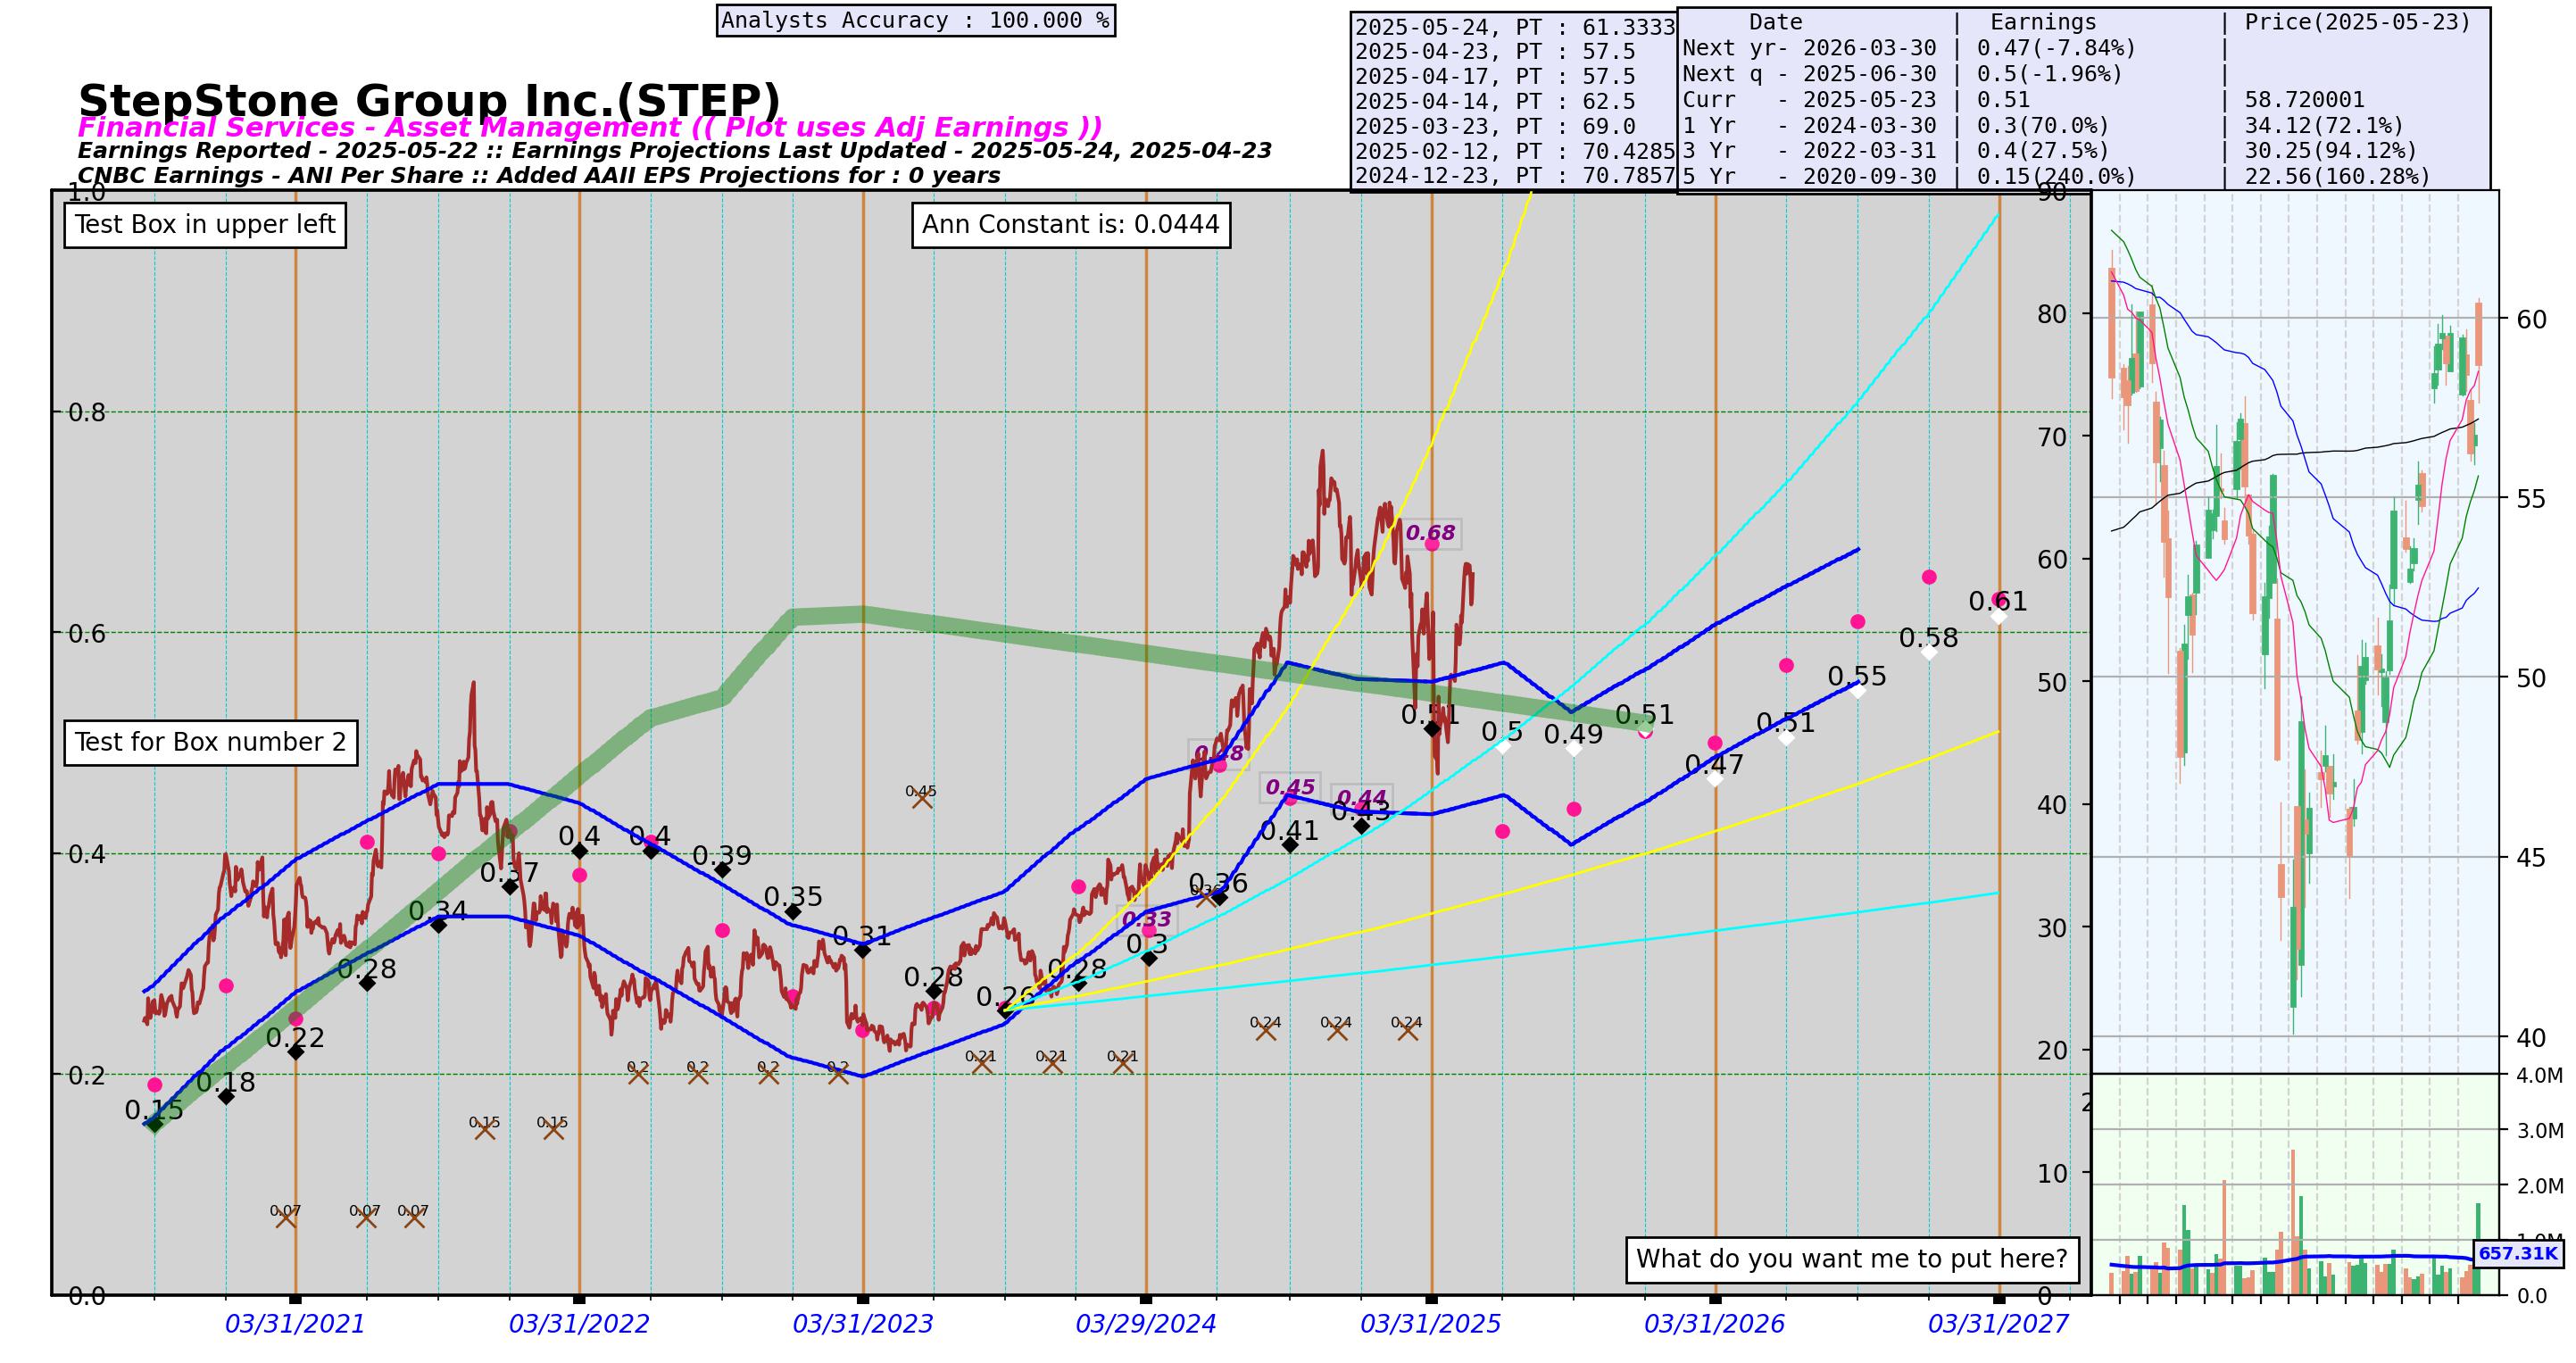 Analysts Accuracy : 100.000 %
2025-05-24, PT : 61.3333
2025-04-23, PT : 57.5
2025-04-17, PT : 57.5
2025-04-14, PT : 62.5
2025-03-23, PT : 69.0
2025-02-12, PT : 70.4285
2024-12-23, PT : 70.7857
Date | Earnings | Price(2025-05-23)
Next yr- 2026-03-30 | 0.47(-7.84%) |
Next q - 2025-06-30 | 0.5(-1.96%) |
Curr - 2025-05-23 | 0.51 | 58.720001
1 Yr - 2024-03-30 | 0.3(70.0%) | 34.12(72.1%)
3 Yr - 2022-03-31 | 0.4(27.5%) | 30.25(94.12%)
5 Yr - 2020-09-30 | 0.15(240.0%) | 22.56(160.28%)
StepStone Group Inc.(STEP)
Financial Services - Asset Management (( Plot uses Adj Earnings ))
Earnings Reported - 2025-05-22 :: Earnings Projections Last Updated - 2025-05-24, 2025-04-23
CNBC Earnings - ANI Per Share :: Added AAII EPS Projections for : 0 years
Test Box in upper left
Ann Constant is: 0.0444
Test for Box number 2
What do you want me to put here?
1.0
0.8
0.6
0.4
0.2
0.0
90
80
70
60
50
40
30
20
10
0
0.15
0.18
0.22
0.28
0.34
0.37
0.4
0.4
0.39
0.35
0.31
0.28
0.26
0.28
0.3
0.36
0.41
0.43
0.51
0.5
0.49
0.51
0.47
0.51
0.55
0.58
0.61
0.33
0.48
0.45
0.44
0.68
0.07
0.07
0.07
0.15
0.15
0.2
0.2
0.2
0.2
0.45
0.21
0.21
0.21
0.36
0.24
0.24
0.24
03/31/2021
03/31/2022
03/31/2023
03/29/2024
03/31/2025
03/31/2026
03/31/2027
60
55
50
45
40
2
4.0M
3.0M
2.0M
1.0M
657.31K
0.0